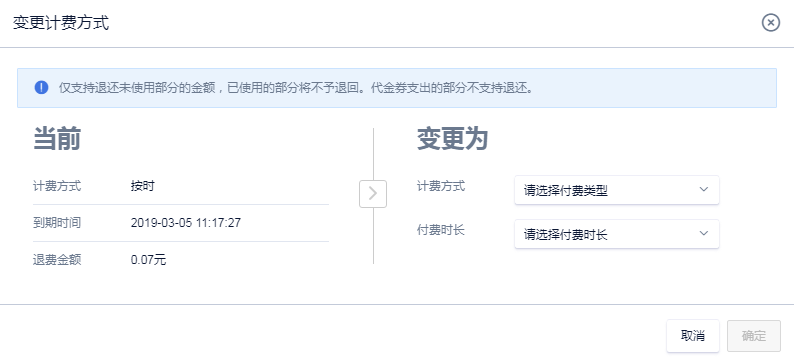 变更计费方式
仅支持退还未使用部分的金额，已使用的部分将不予退回。代金券支出的部分不支持退还。
当前
计费方式 按时
到期时间 2019-03-05 11:17:27
退费金额 0.07元
变更为
计费方式 请选择付费类型
付费时长 请选择付费时长
取消 确定